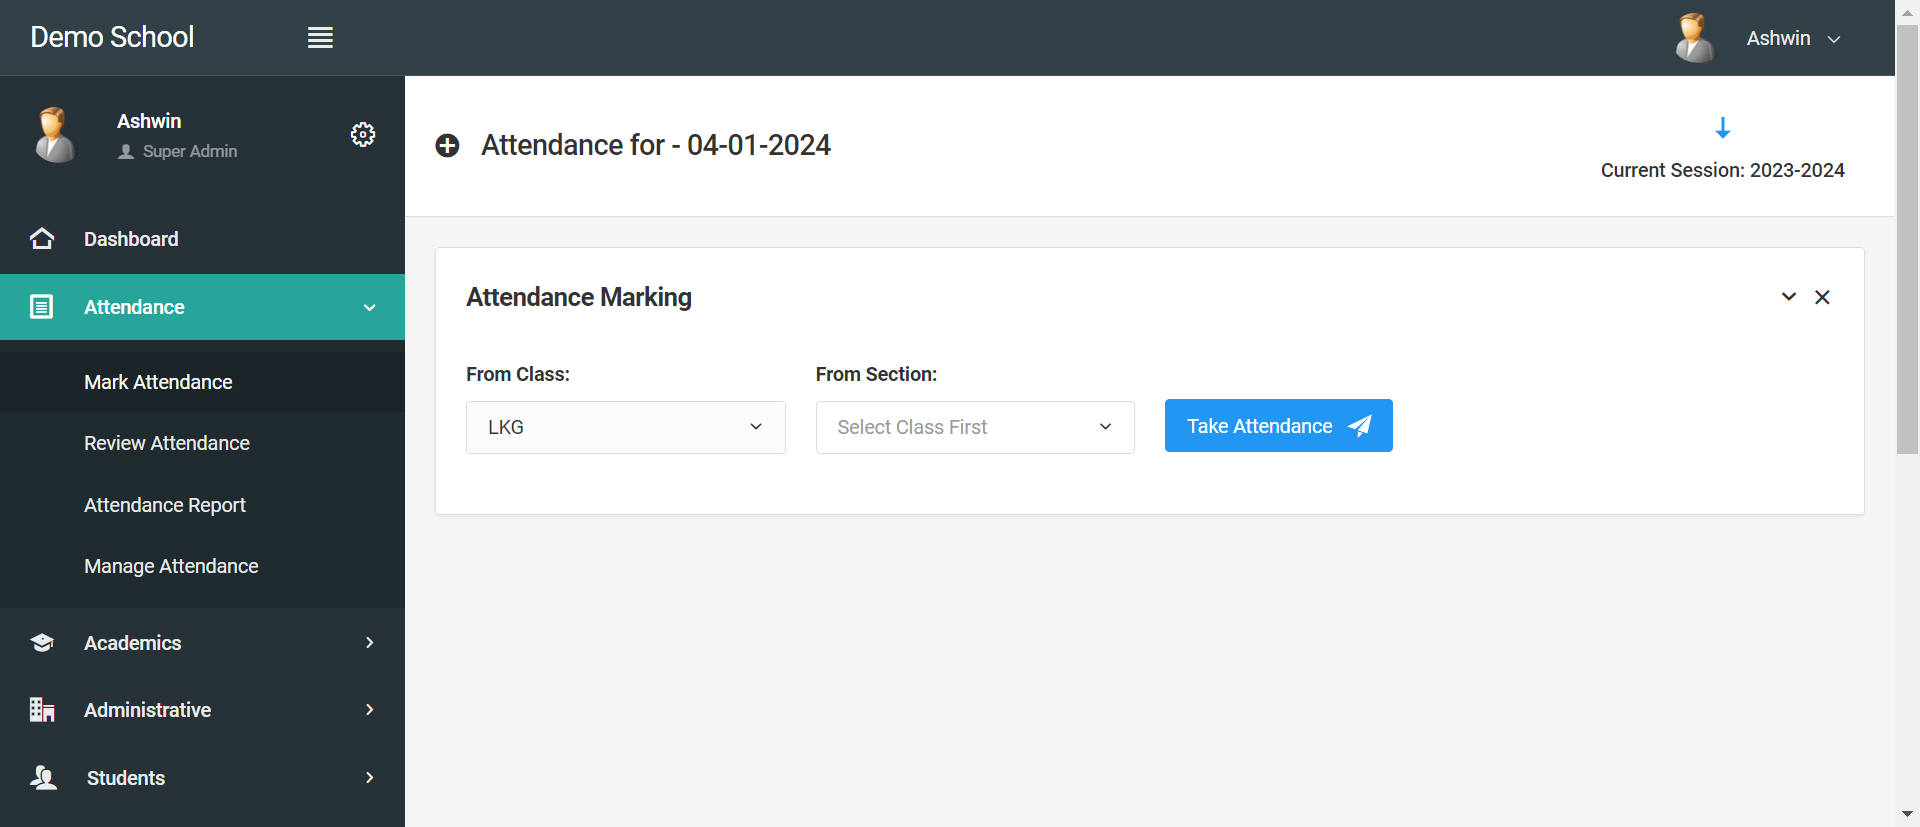 Demo School
Ashwin
Ashwin
Super Admin
Dashboard
Attendance
Mark Attendance
Review Attendance
Attendance Report
Manage Attendance
Academics
Administrative
Students
Attendance for - 04-01-2024
Current Session: 2023-2024
Attendance Marking
From Class:
From Section:
LKG
Select Class First
Take Attendance